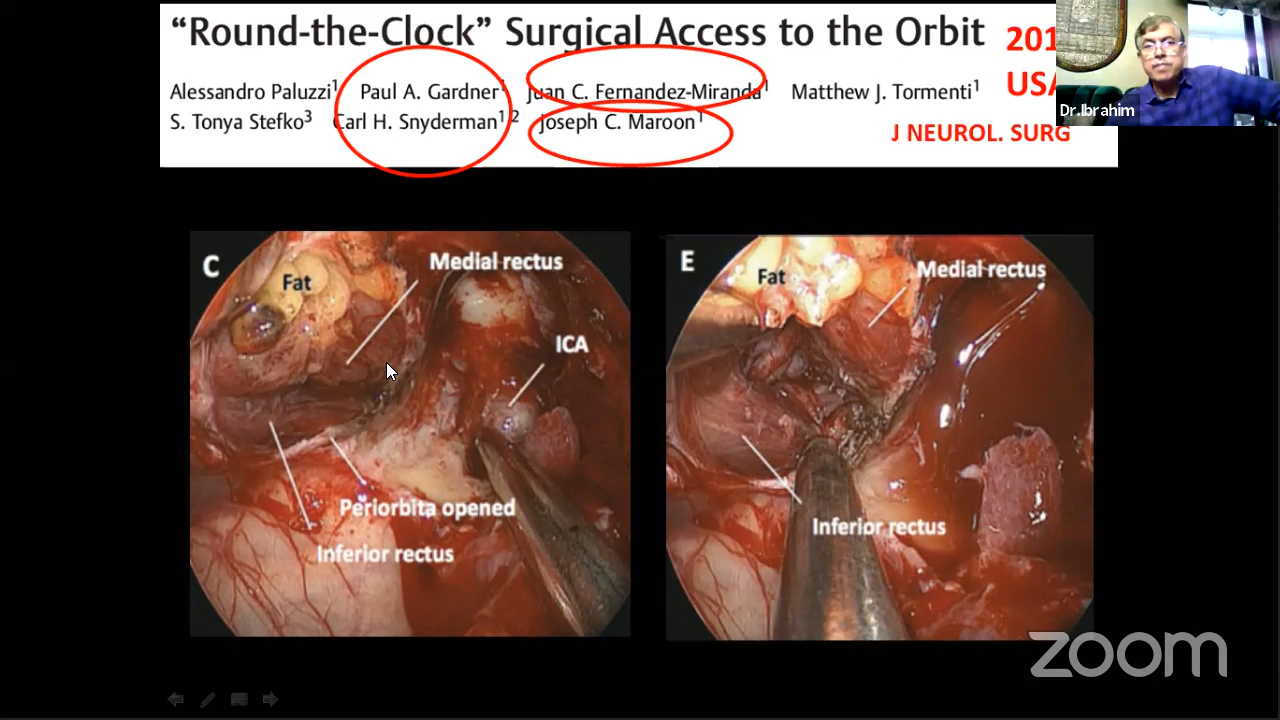 “Round-the-Clock” Surgical Access to the Orbit
201
USA
Alessandro Paluzzi¹ Paul A. Gardner¹ Juan C. Fernandez-Miranda¹ Matthew J. Tormenti¹
S. Tonya Stefko³ Carl H. Snyderman¹,² Joseph C. Maroon¹
J NEUROL. SURG
Dr.Ibrahim
C
Fat
Medial rectus
ICA
Periorbita opened
Inferior rectus
E
Fat
Medial rectus
Inferior rectus
zoom